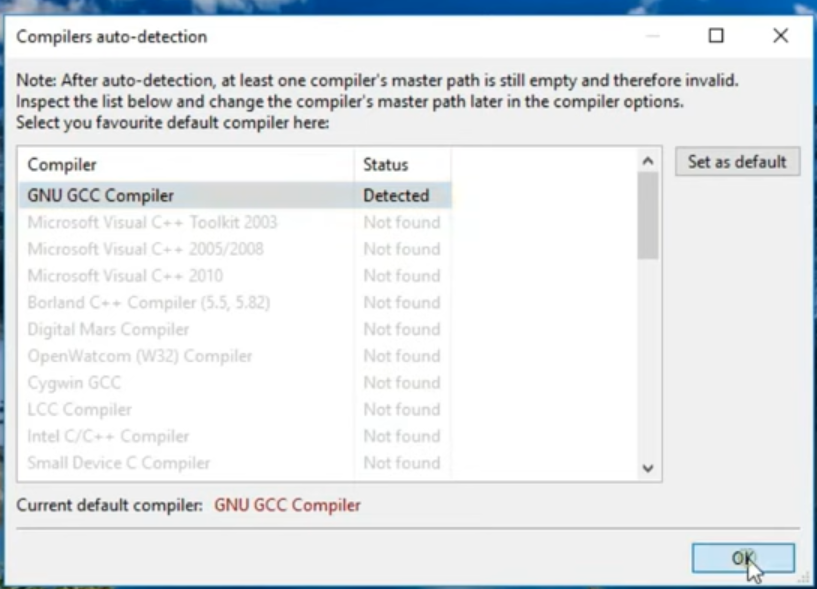 Compilers auto-detection
Note: After auto-detection, at least one compiler's master path is still empty and therefore invalid.
Inspect the list below and change the compiler's master path later in the compiler options.
Select you favourite default compiler here:
Compiler Status
Set as default
GNU GCC Compiler Detected
Microsoft Visual C++ Toolkit 2003 Not found
Microsoft Visual C++ 2005/2008 Not found
Microsoft Visual C++ 2010 Not found
Borland C++ Compiler (5.5, 5.82) Not found
Digital Mars Compiler Not found
OpenWatcom (W32) Compiler Not found
Cygwin GCC Not found
LCC Compiler Not found
Intel C/C++ Compiler Not found
Small Device C Compiler Not found
Current default compiler: GNU GCC Compiler
OK